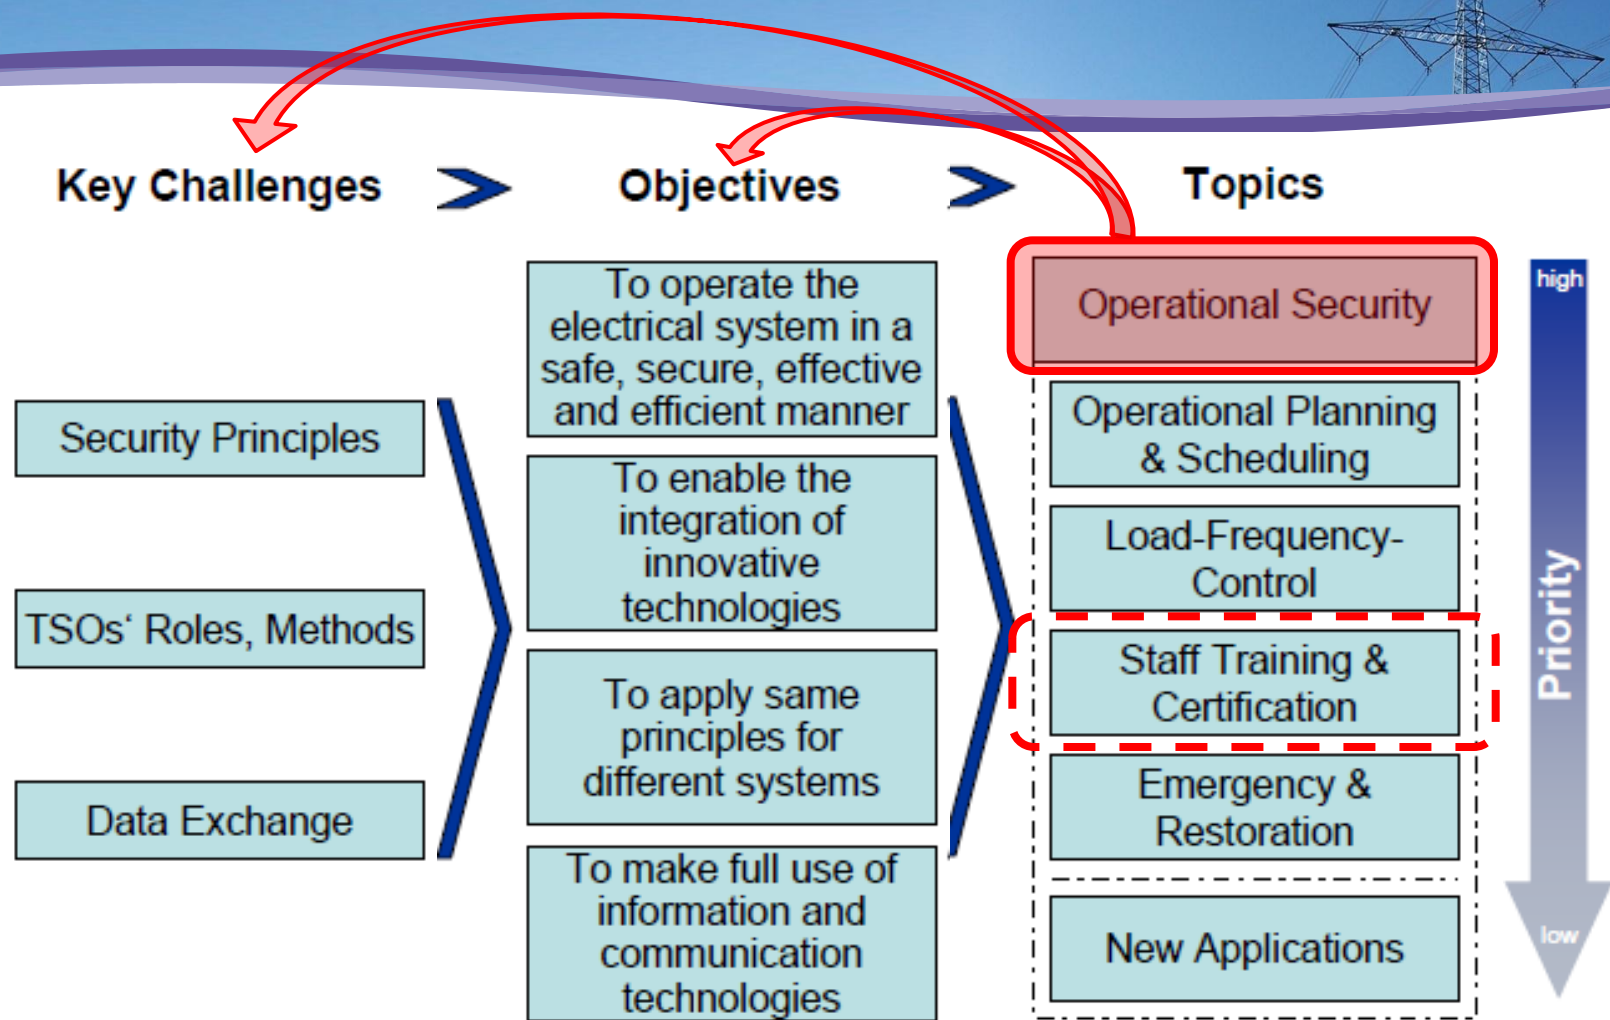 Key Challenges
Objectives
Topics
Security Principles
TSOs‘ Roles, Methods
Data Exchange
To operate the
electrical system in a
safe, secure, effective
and efficient manner
To enable the
integration of
innovative
technologies
To apply same
principles for
different systems
To make full use of
information and
communication
technologies
Operational Security
Operational Planning
& Scheduling
Load-Frequency-
Control
Staff Training &
Certification
Emergency &
Restoration
New Applications
high
Priority
low